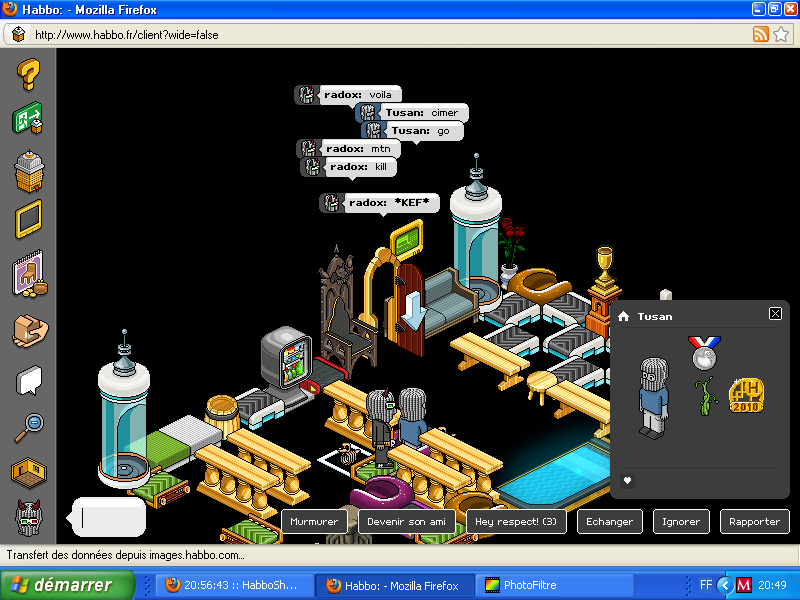 Habbo: - Mozilla Firefox
http://www.habbo.fr/client?wide=false
radox: voila
Tusan: cimer
Tusan: go
radox: mtn
radox: kill
radox: *KEF*
Tusan
H
2010
Murmurer
Devenir son ami
Hey respect! (3)
Echanger
Ignorer
Rapporter
Transfert des données depuis images.habbo.com...
démarrer
20:56:43 :: HabboSh...
Habbo: - Mozilla Firefox
PhotoFiltre
FF
M
20:49